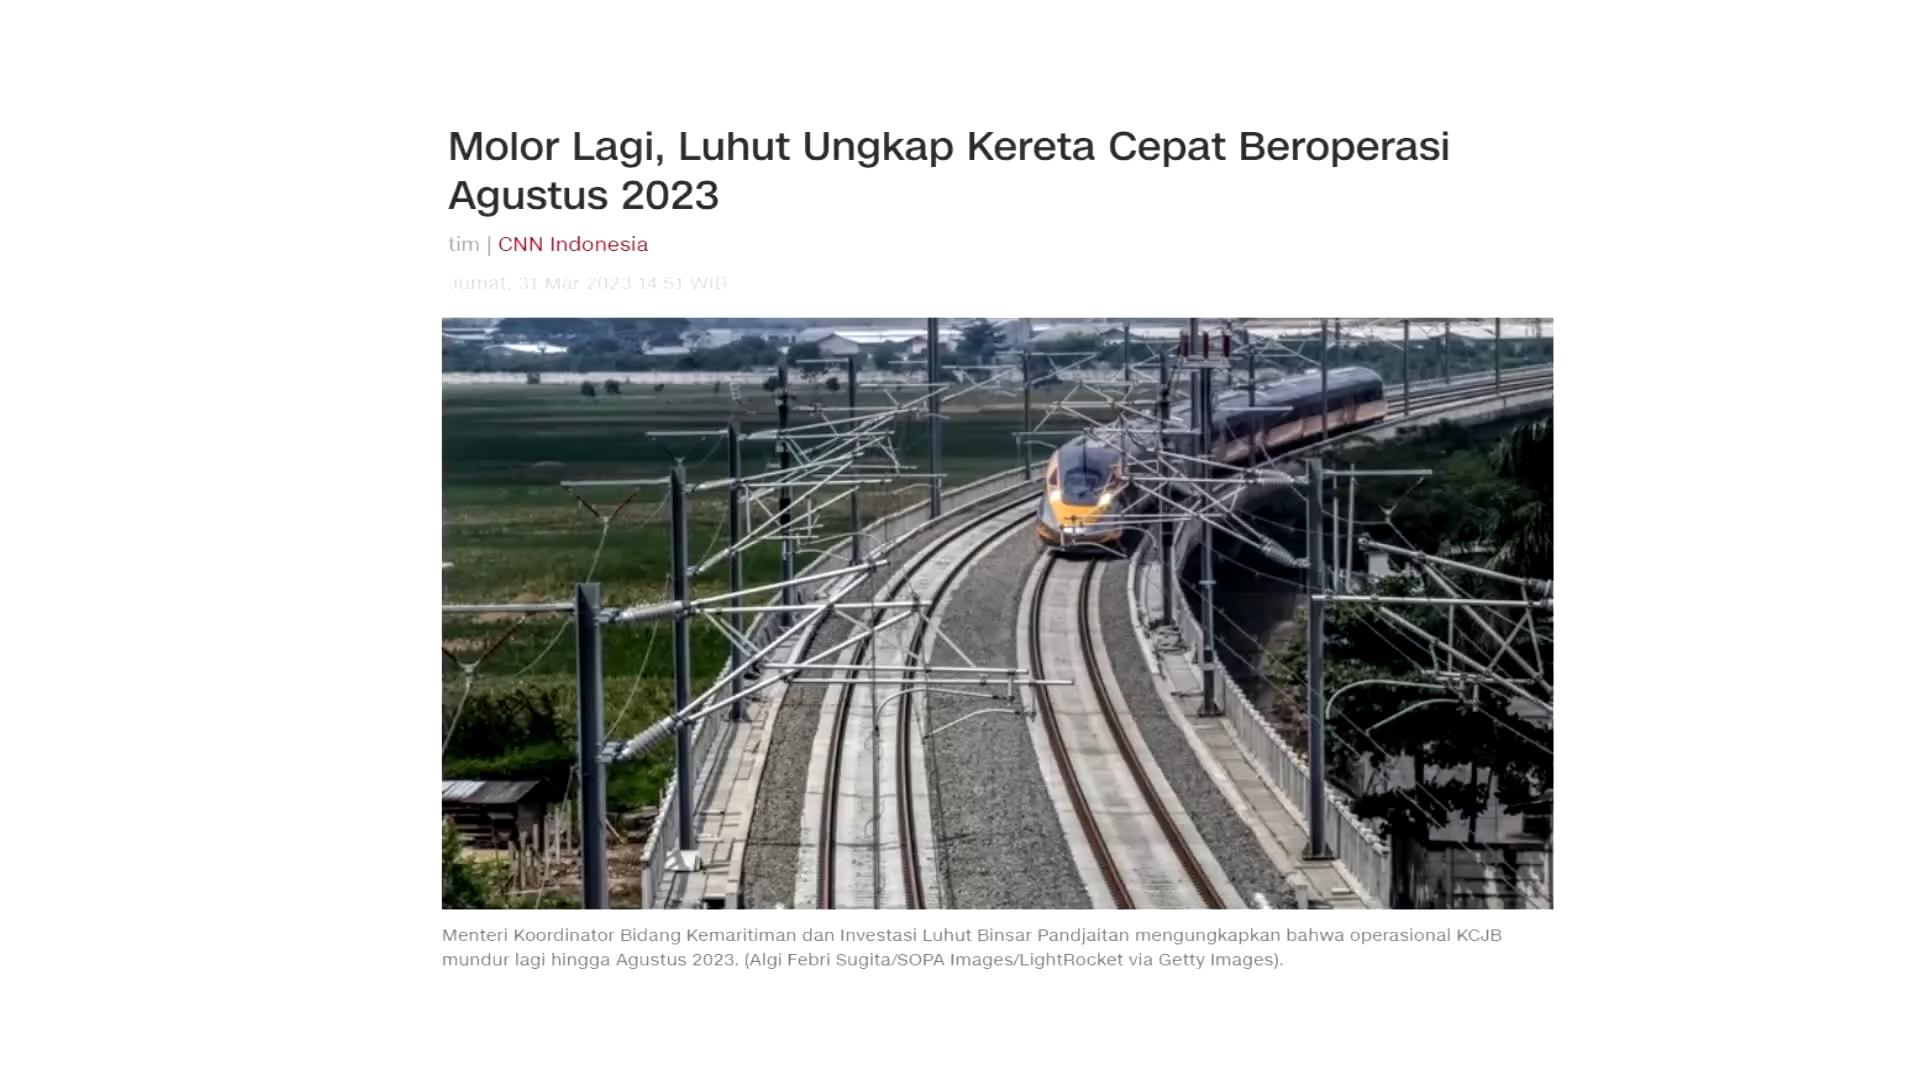 Molor Lagi, Luhut Ungkap Kereta Cepat Beroperasi
Agustus 2023
tim | CNN Indonesia
Jumat, 31 Mar 2023 14:51 WIB
Menteri Koordinator Bidang Kemaritiman dan Investasi Luhut Binsar Pandjaitan mengungkapkan bahwa operasional KCJB
mundur lagi hingga Agustus 2023. (Algi Febri Sugita/SOPA Images/LightRocket via Getty Images).